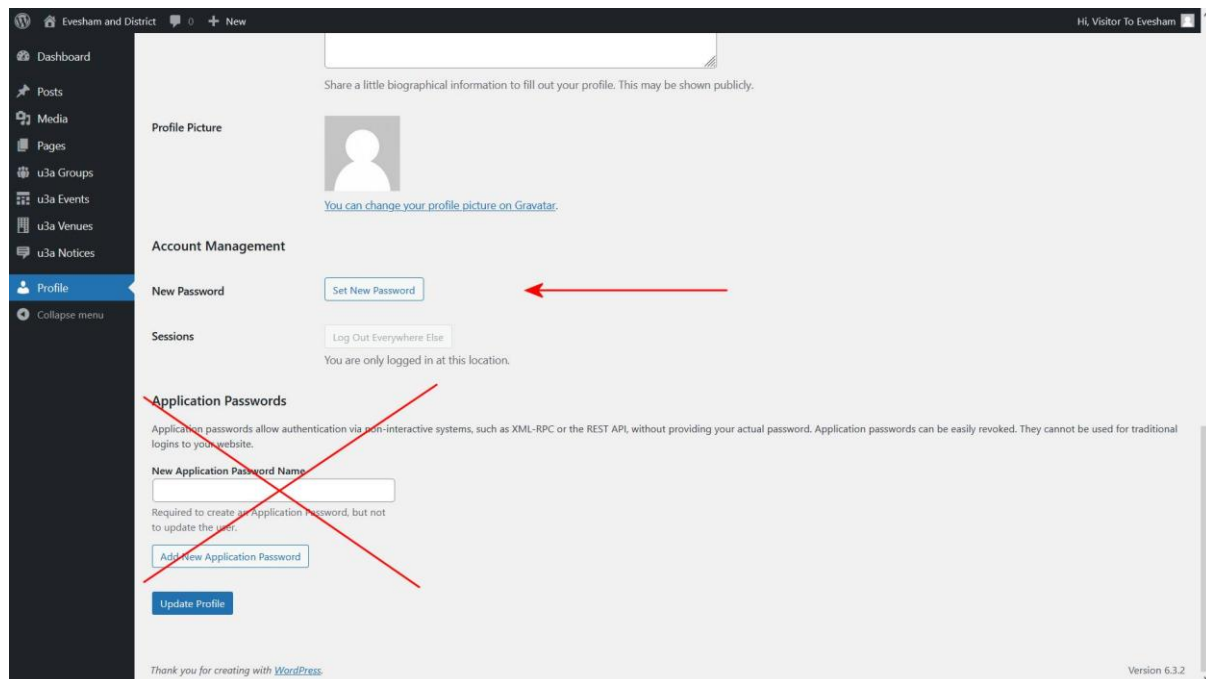 Evesham and District 0 + New Hi, Visitor To Evesham
Dashboard
Posts
Media
Pages
u3a Groups
u3a Events
u3a Venues
u3a Notices
Profile
Collapse menu
Share a little biographical information to fill out your profile. This may be shown publicly.
Profile Picture
You can change your profile picture on Gravatar.
Account Management
New Password Set New Password
Sessions Log Out Everywhere Else
You are only logged in at this location.
Application Passwords
Application passwords allow authentication via non-interactive systems, such as XML-RPC or the REST API, without providing your actual password. Application passwords can be easily revoked. They cannot be used for traditional
logins to your website.
New Application Password Name
Required to create an Application Password, but not
to update the user.
Add New Application Password
Update Profile
Thank you for creating with WordPress. Version 6.3.2